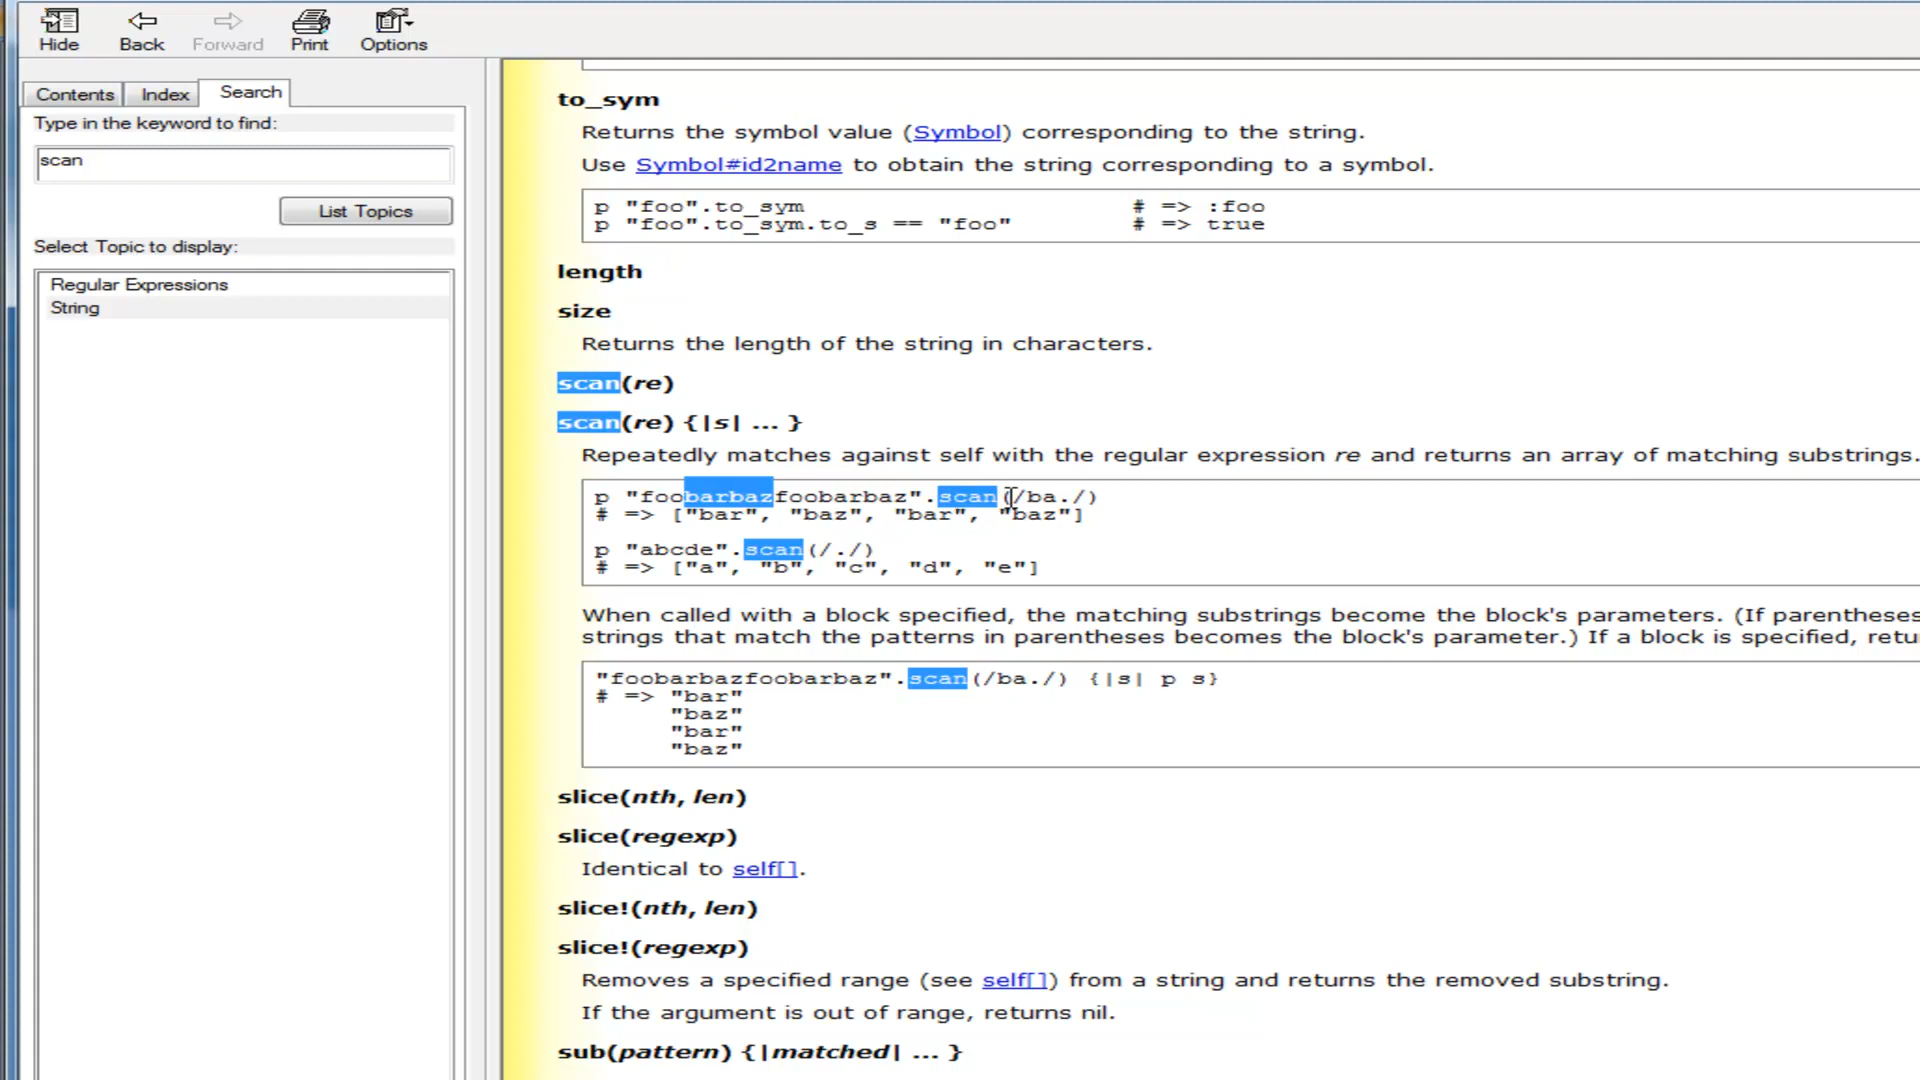 Hide Back Forward Print Options
Contents Index Search
Type in the keyword to find:
scan
List Topics
Select Topic to display:
Regular Expressions
String
to_sym
Returns the symbol value (Symbol) corresponding to the string.
Use Symbol#id2name to obtain the string corresponding to a symbol.
p "foo".to_sym # => :foo
p "foo".to_sym.to_s == "foo" # => true
length
size
Returns the length of the string in characters.
scan(re)
scan(re) {|s| ... }
Repeatedly matches against self with the regular expression re and returns an array of matching substrings.
p "foobarbazfoobarbaz".scan(/ba./)
# => ["bar", "baz", "bar", "baz"]
p "abcde".scan(/./)
# => ["a", "b", "c", "d", "e"]
When called with a block specified, the matching substrings become the block's parameters. (If parentheses
strings that match the patterns in parentheses becomes the block's parameter.) If a block is specified, retu
"foobarbazfoobarbaz".scan(/ba./) {|s| p s}
# => "bar"
"baz"
"bar"
"baz"
slice(nth, len)
slice(regexp)
Identical to self[].
slice!(nth, len)
slice!(regexp)
Removes a specified range (see self[]) from a string and returns the removed substring.
If the argument is out of range, returns nil.
sub(pattern) {|matched| ... }